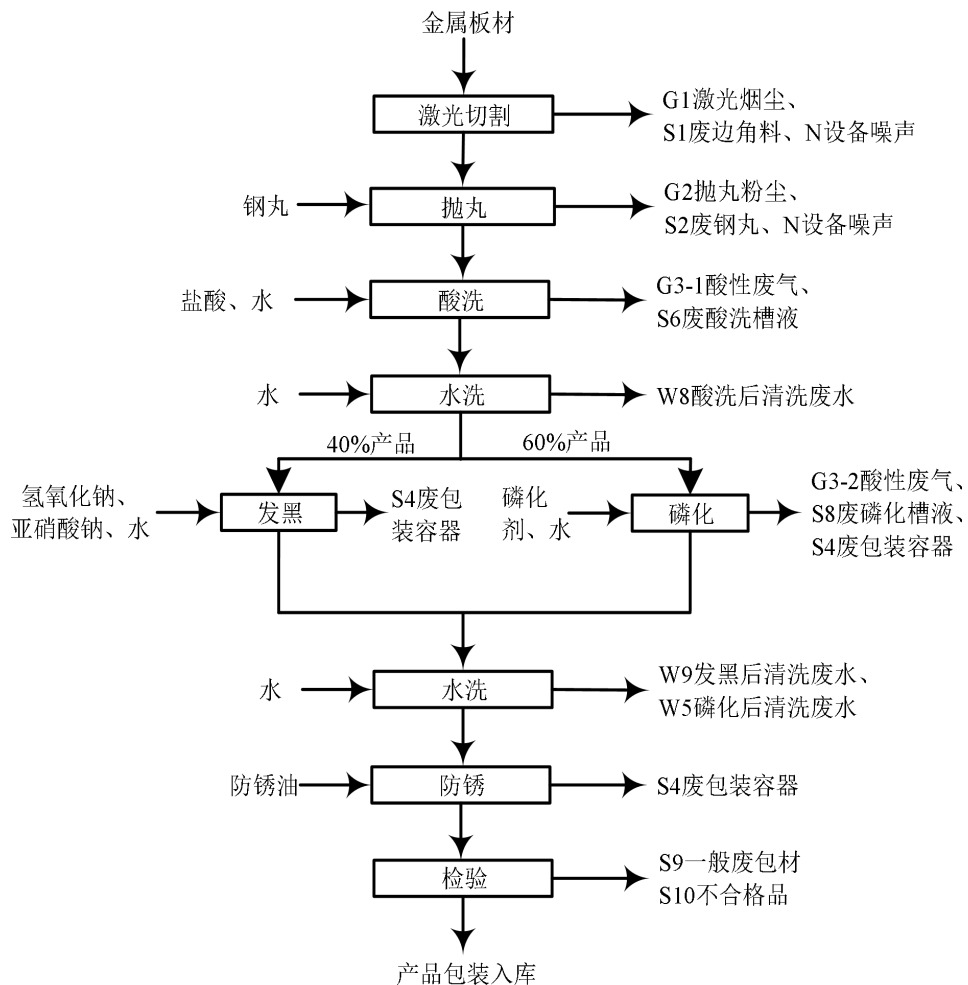 金属板材
激光切割
G1激光烟尘、
S1废边角料、N设备噪声
钢丸
抛丸
G2抛丸粉尘、
S2废钢丸、N设备噪声
盐酸、水
酸洗
G3-1酸性废气、
S6废酸洗槽液
水
水洗
W8酸洗后清洗废水
40%产品
60%产品
氢氧化钠、
亚硝酸钠、水
发黑
S4废包
装容器
磷化
剂、水
磷化
G3-2酸性废气、
S8废磷化槽液、
S4废包装容器
水
水洗
W9发黑后清洗废水、
W5磷化后清洗废水
防锈油
防锈
S4废包装容器
检验
S9一般废包材
S10不合格品
产品包装入库